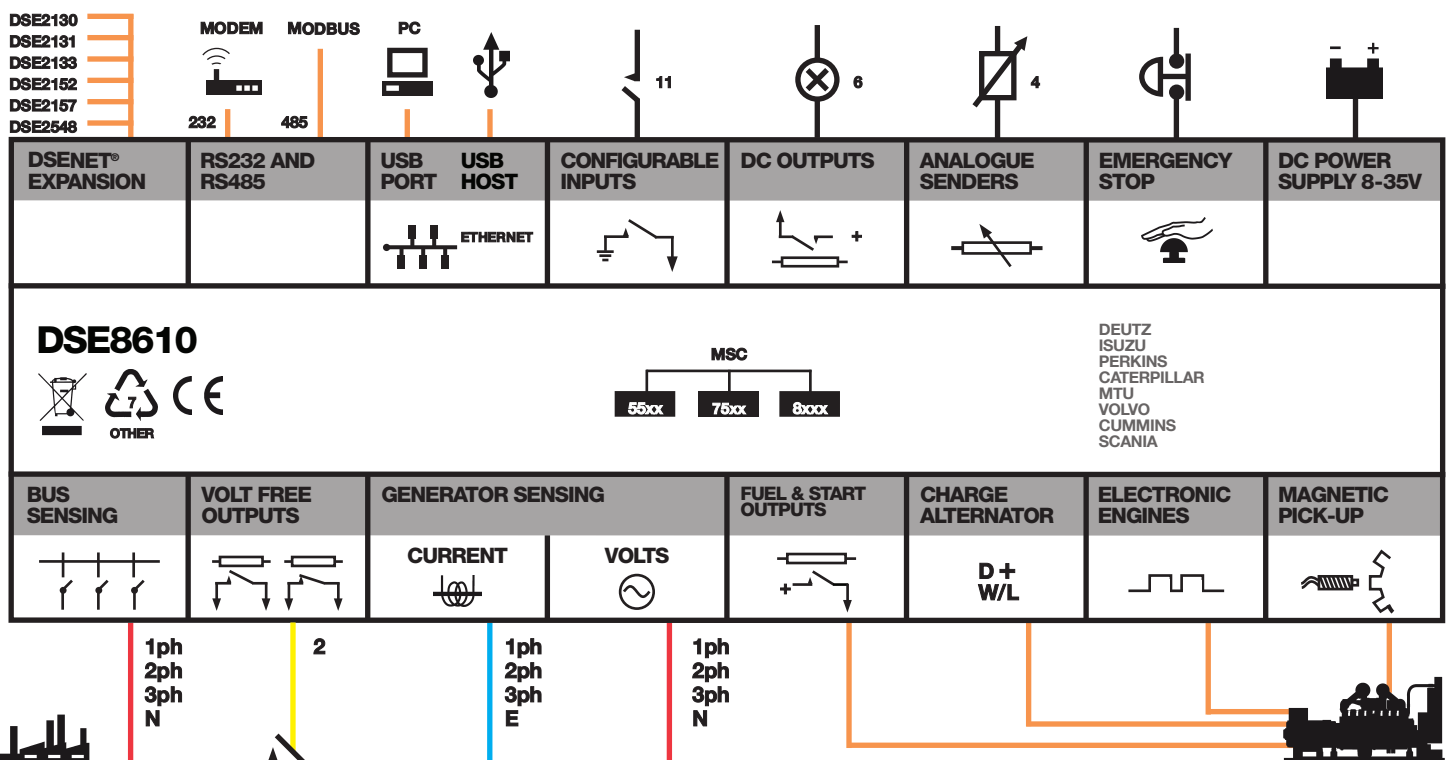 DSE2130
DSE2131
DSE2133
DSE2152
DSE2157
DSE2548
MODEM
MODBUS
PC
232
485
11
6
4
- +
DSENET®
EXPANSION
RS232 AND
RS485
USB
PORT
USB
HOST
CONFIGURABLE
INPUTS
DC OUTPUTS
ANALOGUE
SENDERS
EMERGENCY
STOP
DC POWER
SUPPLY 8-35V
ETHERNET
+
DSE8610
7
OTHER
CE
MSC
55xx
75xx
8xxx
DEUTZ
ISUZU
PERKINS
CATERPILLAR
MTU
VOLVO
CUMMINS
SCANIA
BUS
SENSING
VOLT FREE
OUTPUTS
GENERATOR SENSING
FUEL & START
OUTPUTS
CHARGE
ALTERNATOR
ELECTRONIC
ENGINES
MAGNETIC
PICK-UP
CURRENT
VOLTS
+
D+
W/L
1ph
2ph
3ph
N
2
1ph
2ph
3ph
E
1ph
2ph
3ph
N